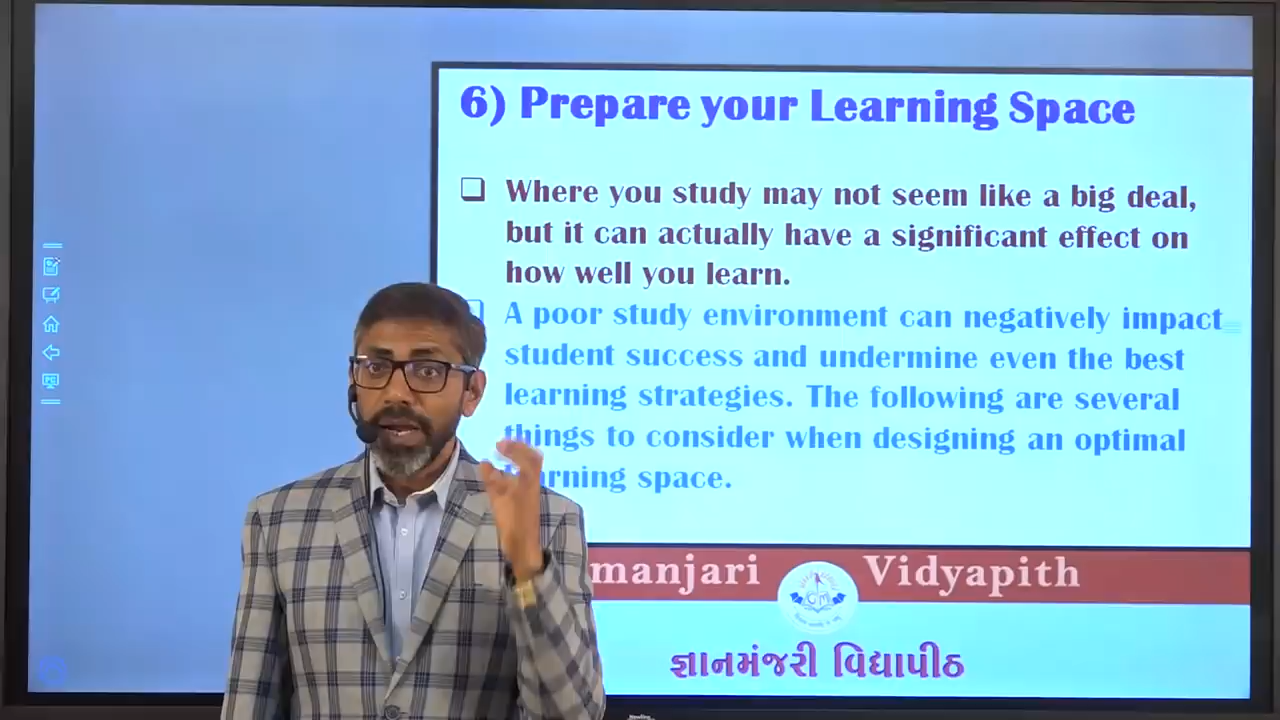 6) Prepare your Learning Space
Where you study may not seem like a big deal,
but it can actually have a significant effect on
how well you learn.
A poor study environment can negatively impact
student success and undermine even the best
learning strategies. The following are several
things to consider when designing an optimal
space.
manjari Vidyapith
જ્ઞાનમંજરી વિદ્યાપીઠ